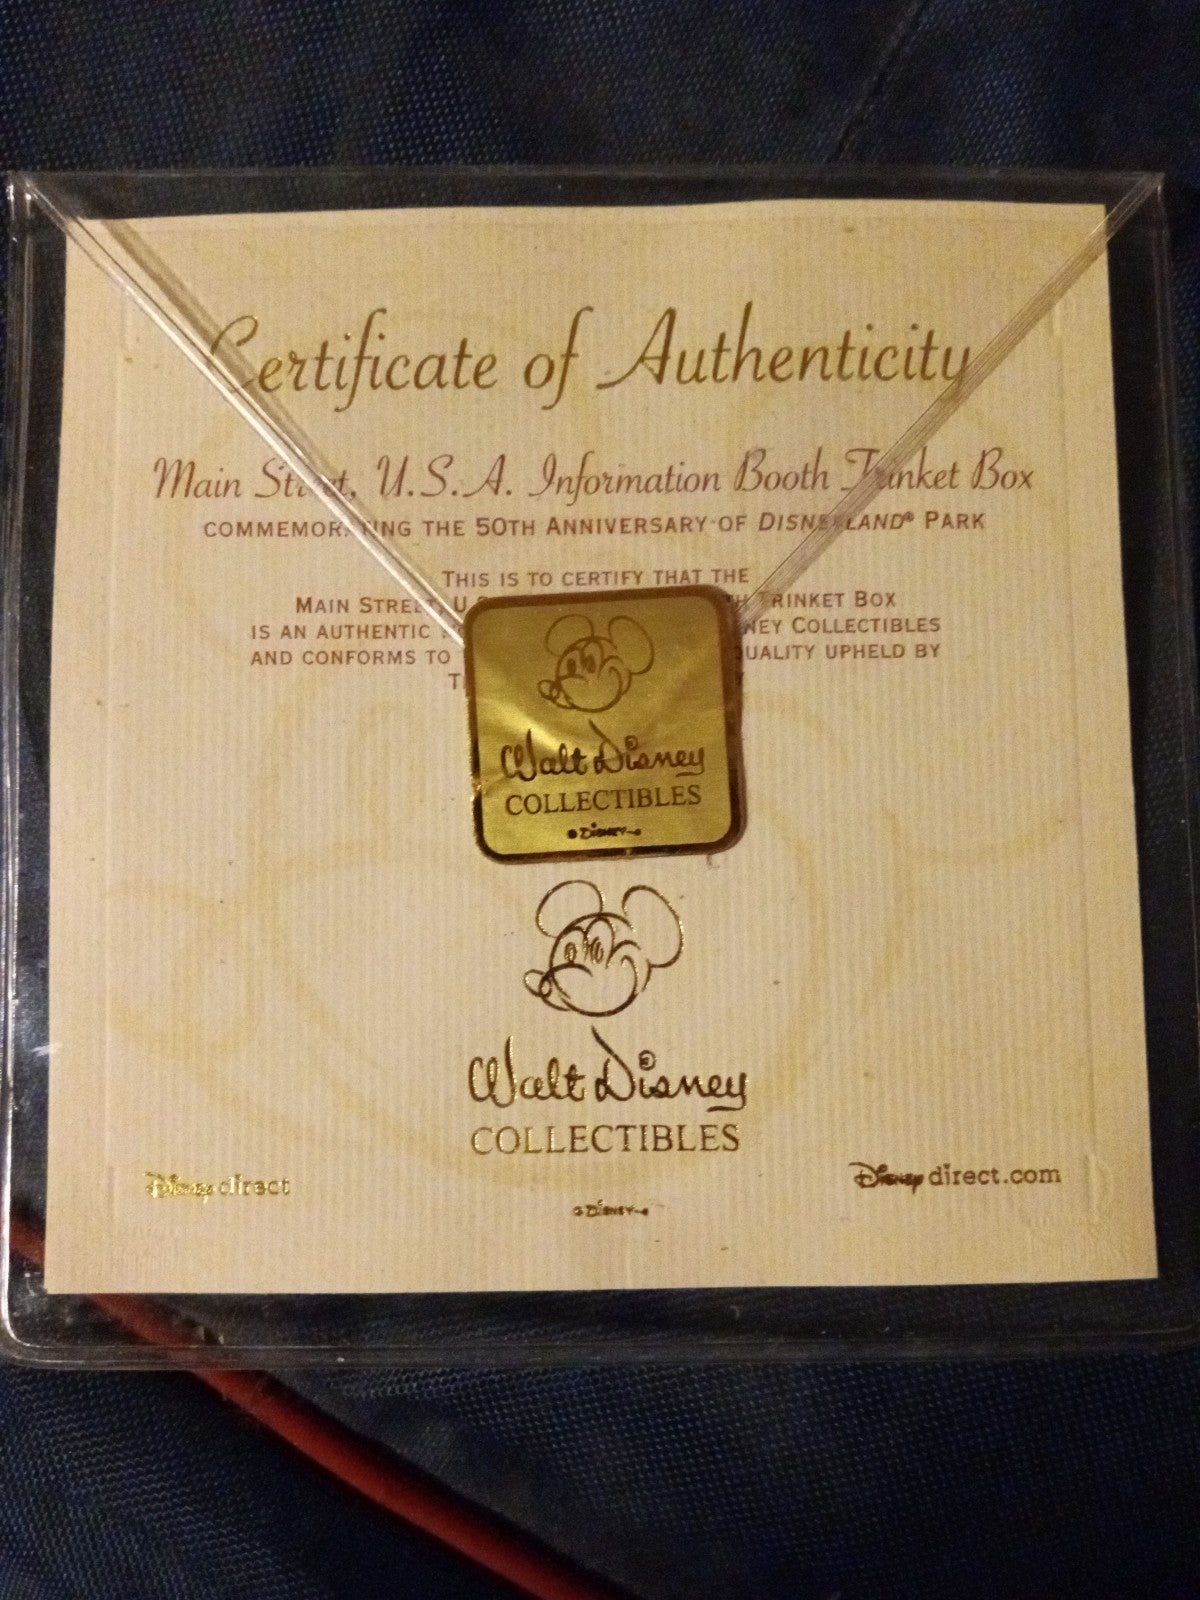 Certificate of Authenticity
Main Street, U.S.A. Information Booth Trinket Box
COMMEMORATING THE 50TH ANNIVERSARY OF DISNEYLAND® PARK
THIS IS TO CERTIFY THAT THE
MAIN STREET, TRINKET BOX
IS AN AUTHENTIC COLLECTIBLES
AND CONFORMS TO QUALITY UPHELD BY
Walt Disney
COLLECTIBLES
© DISNEY
Walt Disney
COLLECTIBLES
Disney direct
Disney direct.com
© DISNEY